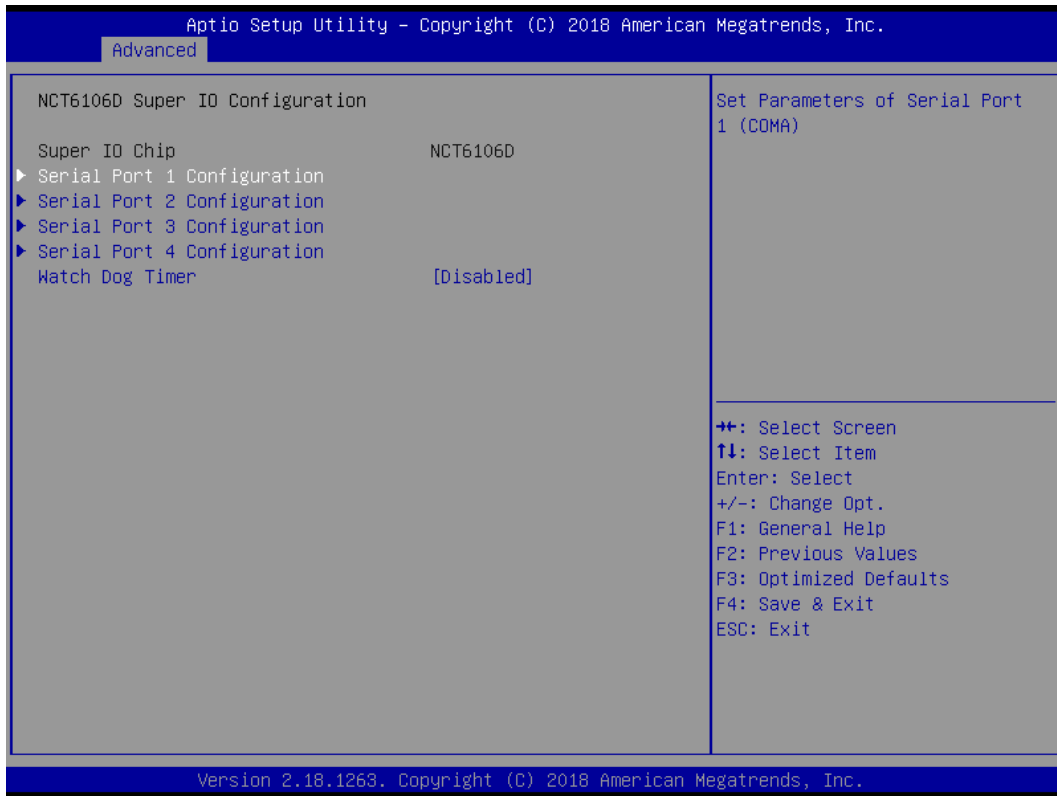 Aptio Setup Utility – Copyright (C) 2018 American Megatrends, Inc.
Advanced
NCT6106D Super IO Configuration
Super IO Chip NCT6106D
▶ Serial Port 1 Configuration
▶ Serial Port 2 Configuration
▶ Serial Port 3 Configuration
▶ Serial Port 4 Configuration
Watch Dog Timer [Disabled]
Set Parameters of Serial Port
1 (COMA)
→←: Select Screen
↑↓: Select Item
Enter: Select
+/-: Change Opt.
F1: General Help
F2: Previous Values
F3: Optimized Defaults
F4: Save & Exit
ESC: Exit
Version 2.18.1263. Copyright (C) 2018 American Megatrends, Inc.